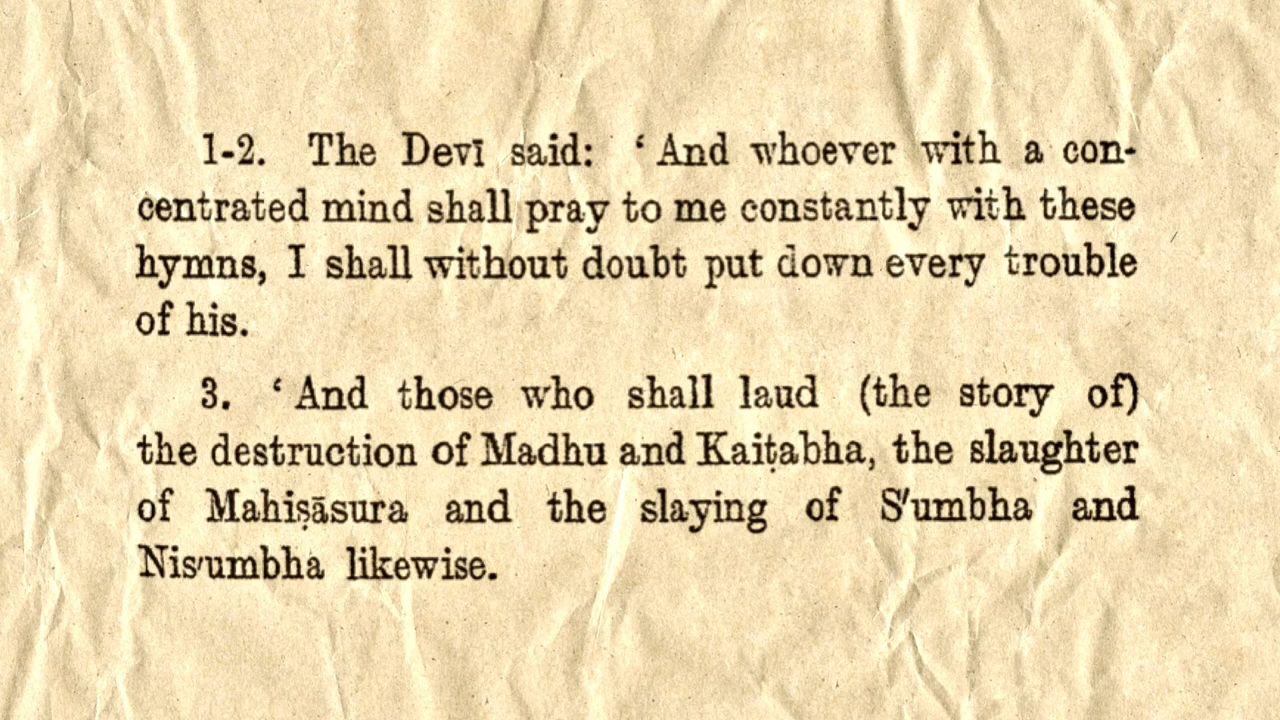 1-2. The Devī said: ‘And whoever with a con-
centrated mind shall pray to me constantly with these
hymns, I shall without doubt put down every trouble
of his.
3. ‘And those who shall laud (the story of)
the destruction of Madhu and Kaiṭabha, the slaughter
of Mahiṣāsura and the slaying of S′umbha and
Nis′umbha likewise.